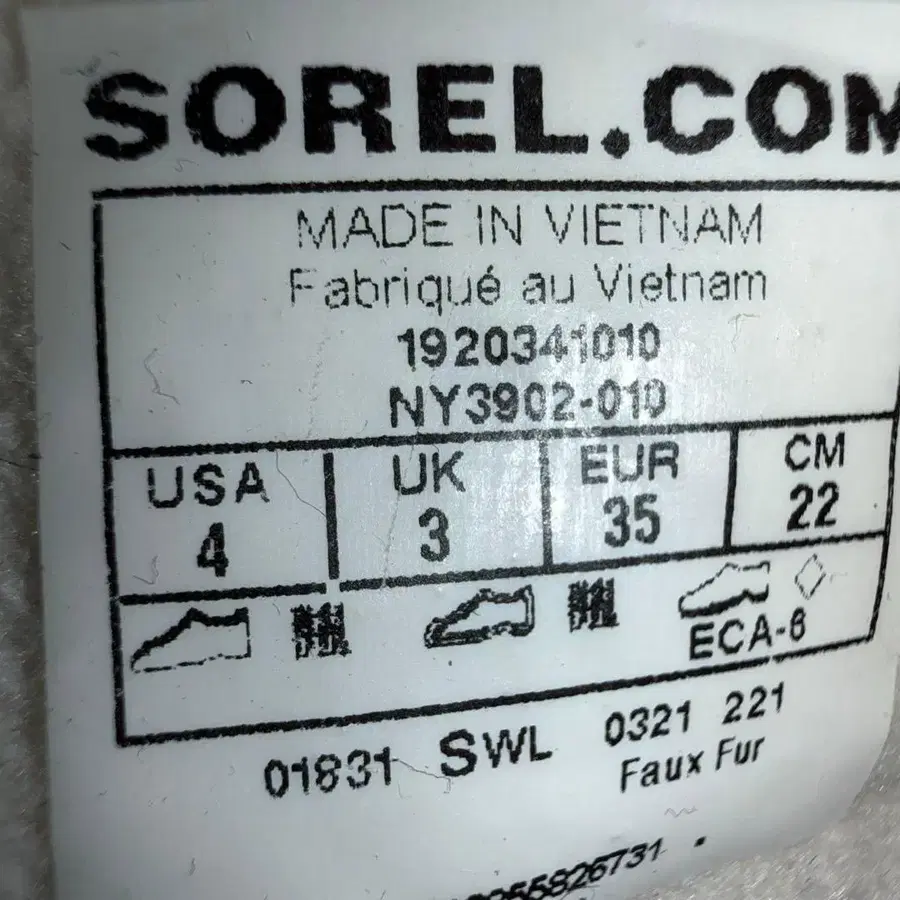 SOREL.COM
MADE IN VIETNAM
Fabriqué au Vietnam
1920341010
NY3902-010
USA UK EUR CM
4 3 35 22
ECA-6
01831 SWL 0321 221
Faux Fur